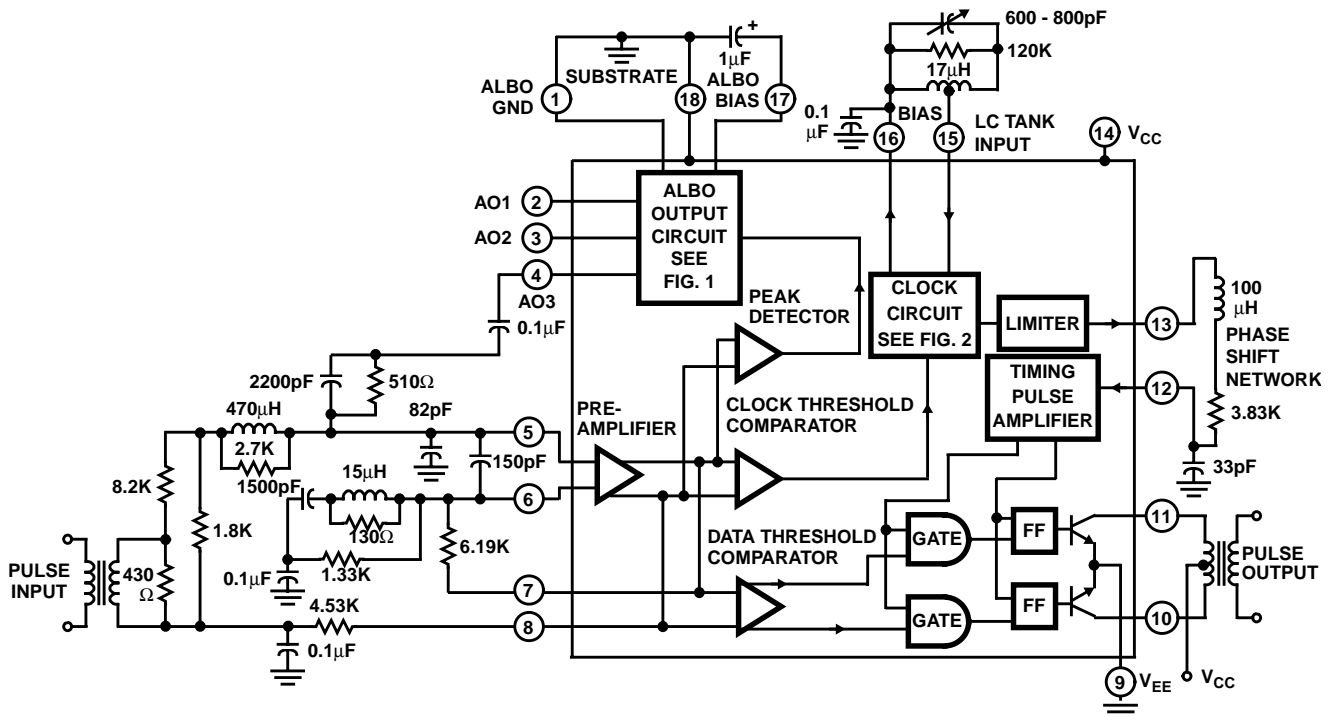 600 - 800pF
120K
17μH
+
1μF
SUBSTRATE
ALBO
GND
1
18
ALBO
BIAS
17
0.1
μF
BIAS
16
15
LC TANK
INPUT
14
VCC
AO1
2
AO2
3
4
AO3
0.1μF
ALBO
OUTPUT
CIRCUIT
SEE
FIG. 1
PEAK
DETECTOR
CLOCK
CIRCUIT
SEE FIG. 2
LIMITER
13
100
μH
PHASE
SHIFT
NETWORK
3.83K
33pF
TIMING
PULSE
AMPLIFIER
12
2200pF
510Ω
470μH
82pF
2.7K
1500pF
15μH
150pF
5
6
PRE-
AMPLIFIER
CLOCK THRESHOLD
COMPARATOR
8.2K
1.8K
130Ω
6.19K
0.1μF
1.33K
DATA THRESHOLD
COMPARATOR
GATE
FF
11
PULSE
INPUT
430
Ω
7
4.53K
8
0.1μF
GATE
FF
10
PULSE
OUTPUT
9
VEE
VCC